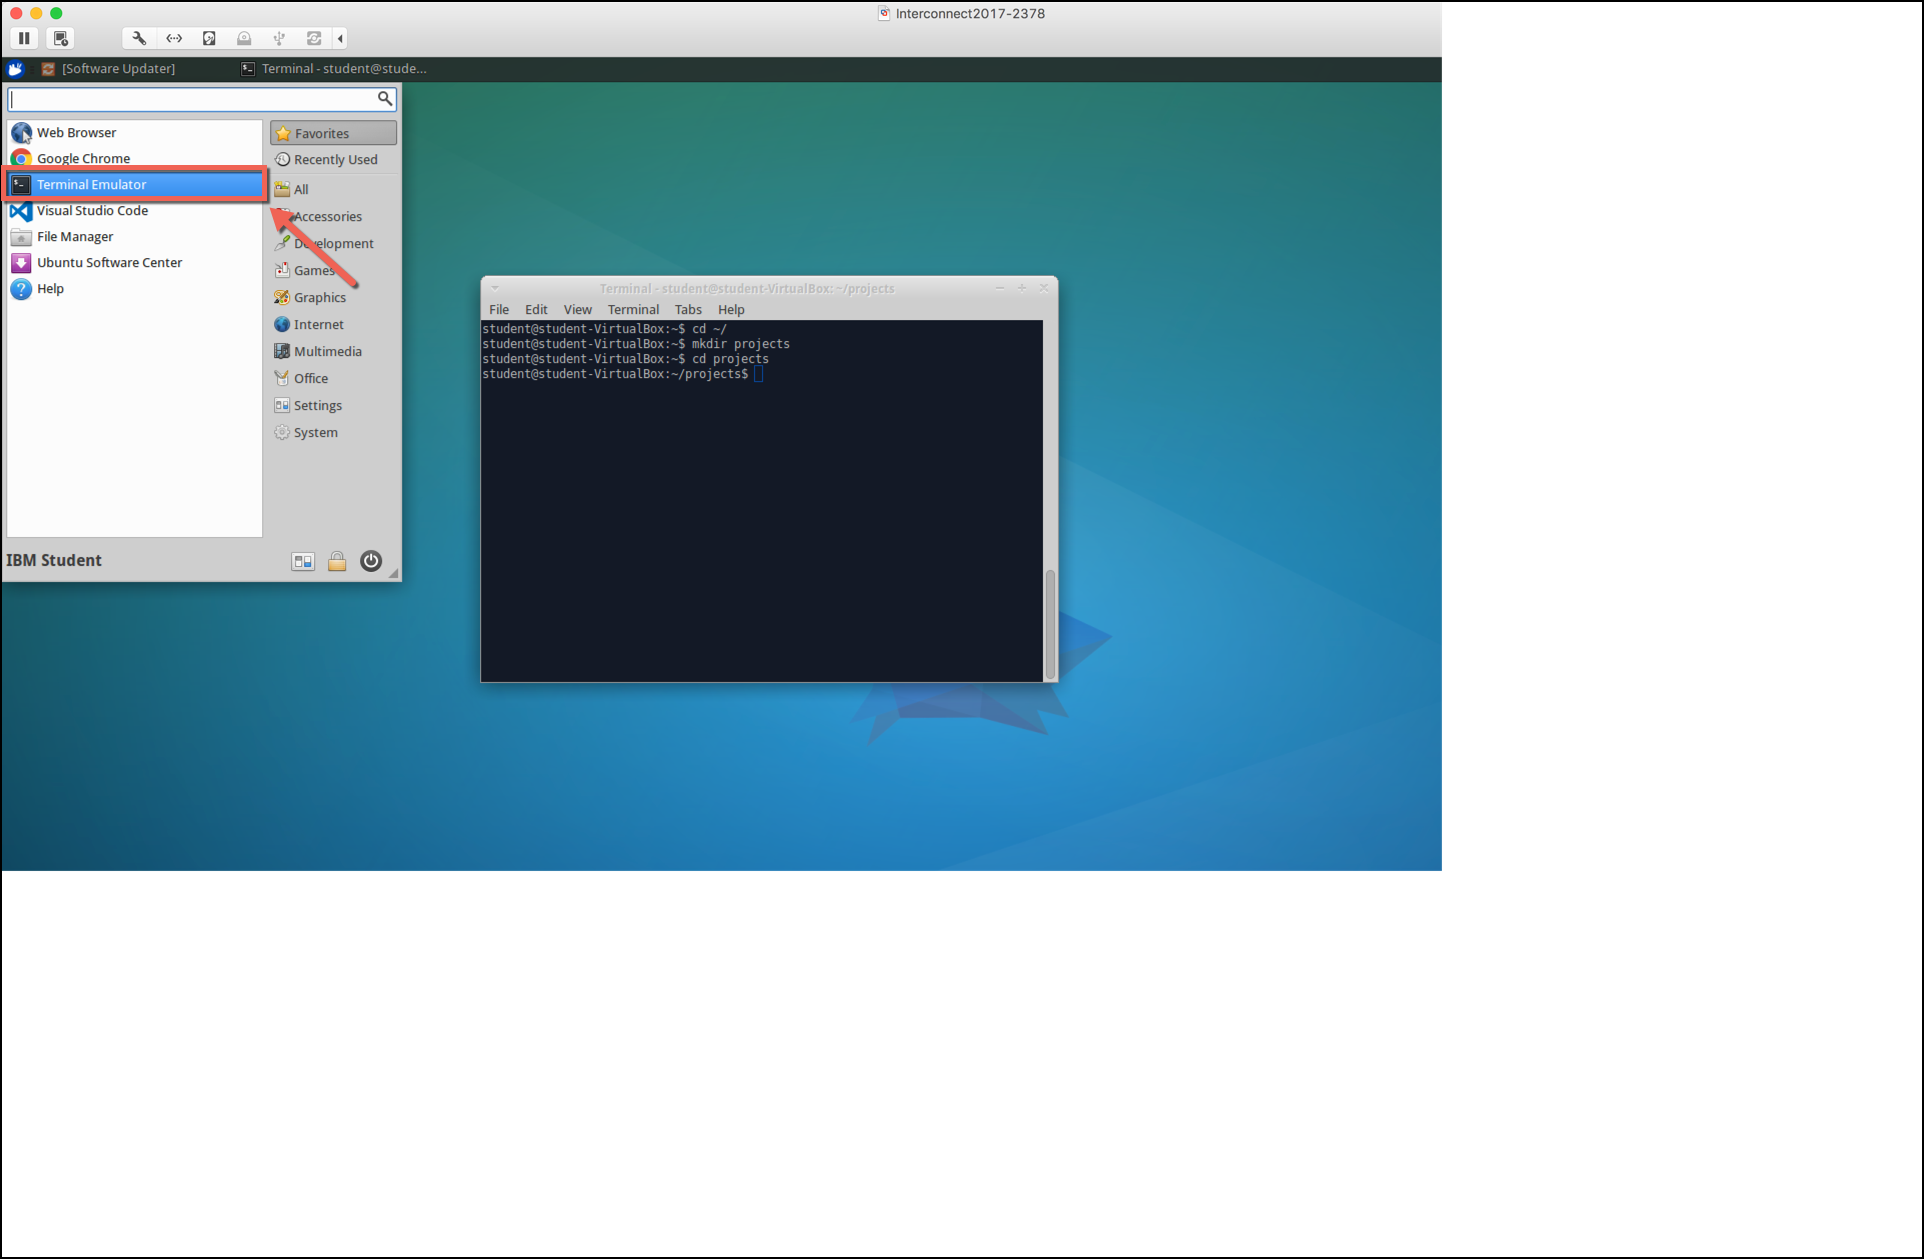 Interconnect2017-2378
[Software Updater]
Terminal - student@stude...
Web Browser
Google Chrome
Terminal Emulator
Visual Studio Code
File Manager
Ubuntu Software Center
Help
Favorites
Recently Used
All
Accessories
Development
Games
Graphics
Internet
Multimedia
Office
Settings
System
IBM Student
Terminal - student@student-VirtualBox: ~/projects
File Edit View Terminal Tabs Help
student@student-VirtualBox:~$ cd ~/
student@student-VirtualBox:~$ mkdir projects
student@student-VirtualBox:~$ cd projects
student@student-VirtualBox:~/projects$